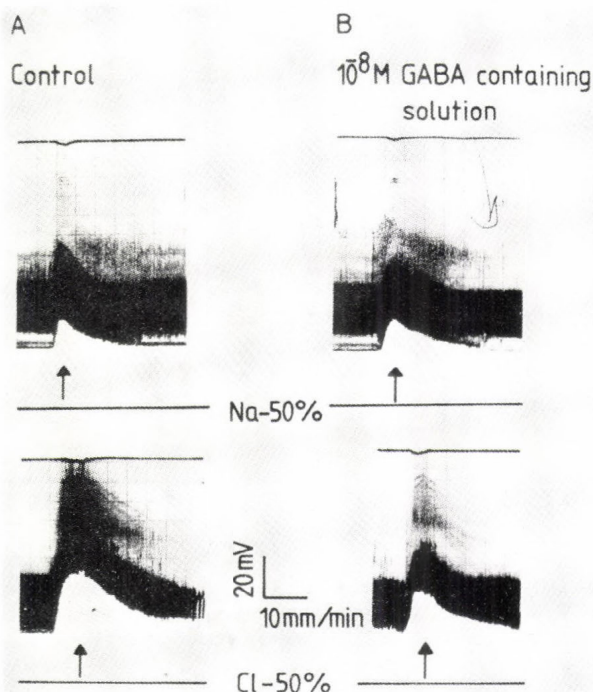 A
Control
B
10̄⁸M GABA containing
solution
Na-50%
20mV
10mm/min
Cl-50%